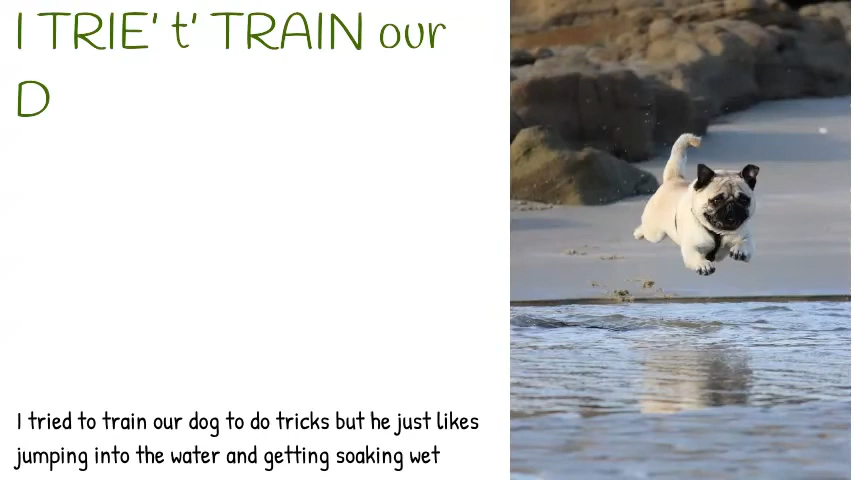 I TRIE' t' TRAIN our
D
I tried to train our dog to do tricks but he just likes
jumping into the water and getting soaking wet